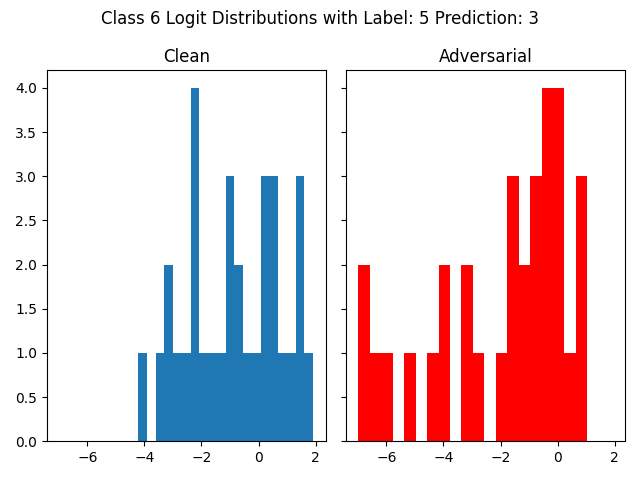 Class 6 Logit Distributions with Label: 5 Prediction: 3
Clean
Adversarial
4.0
3.5
3.0
2.5
2.0
1.5
1.0
0.5
0.0
−6 −4 −2 0 2
−6 −4 −2 0 2